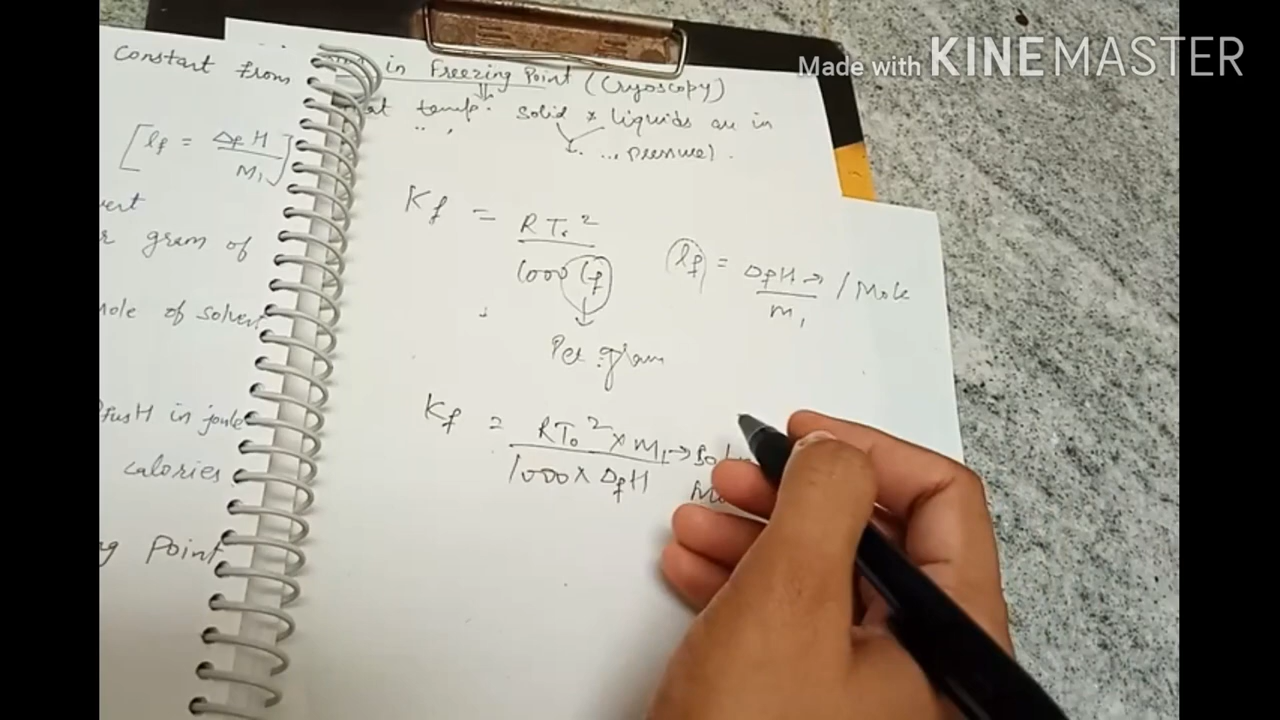 Made with KINEMASTER
Constant from
[lf = ΔfH / M1]
gram of
mole of solvent
fusH in joule
calories
Point
in Freezing Point (Cryoscopy)
at temp. solid & liquids are in
pressure).
Kf = RT0² / 1000 lf
lf = ΔfH → / Mole
m1
Per gram
Kf = RT0² × M1 →
1000 × ΔfH